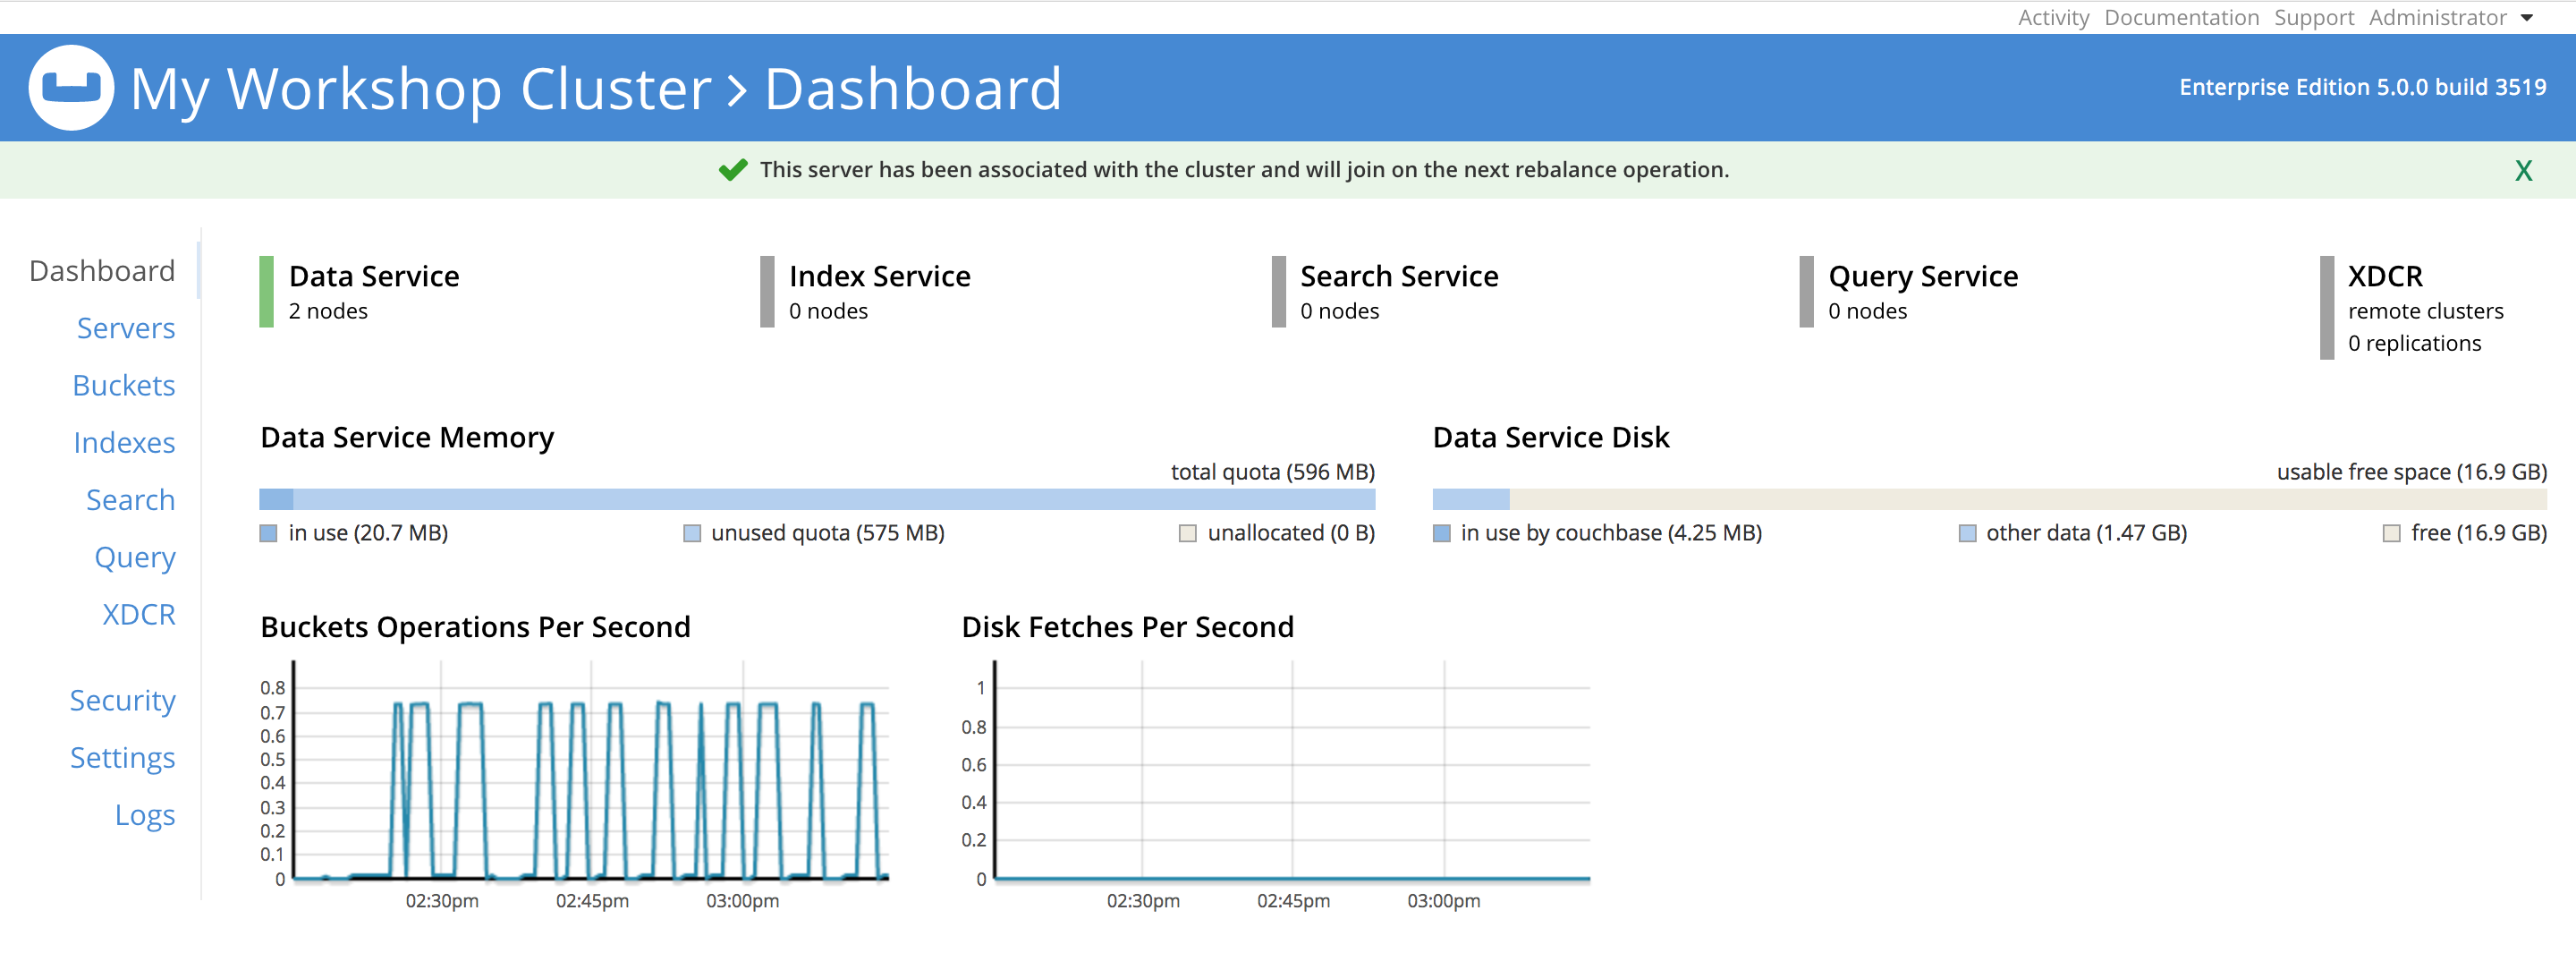 Activity Documentation Support Administrator
My Workshop Cluster > Dashboard
Enterprise Edition 5.0.0 build 3519
This server has been associated with the cluster and will join on the next rebalance operation.
X
Dashboard
Servers
Buckets
Indexes
Search
Query
XDCR
Security
Settings
Logs
Data Service
2 nodes
Index Service
0 nodes
Search Service
0 nodes
Query Service
0 nodes
XDCR
remote clusters
0 replications
Data Service Memory
total quota (596 MB)
in use (20.7 MB)
unused quota (575 MB)
unallocated (0 B)
Data Service Disk
usable free space (16.9 GB)
in use by couchbase (4.25 MB)
other data (1.47 GB)
free (16.9 GB)
Buckets Operations Per Second
0.8
0.7
0.6
0.5
0.4
0.3
0.2
0.1
0
02:30pm
02:45pm
03:00pm
Disk Fetches Per Second
1
0.8
0.6
0.4
0.2
0
02:30pm
02:45pm
03:00pm